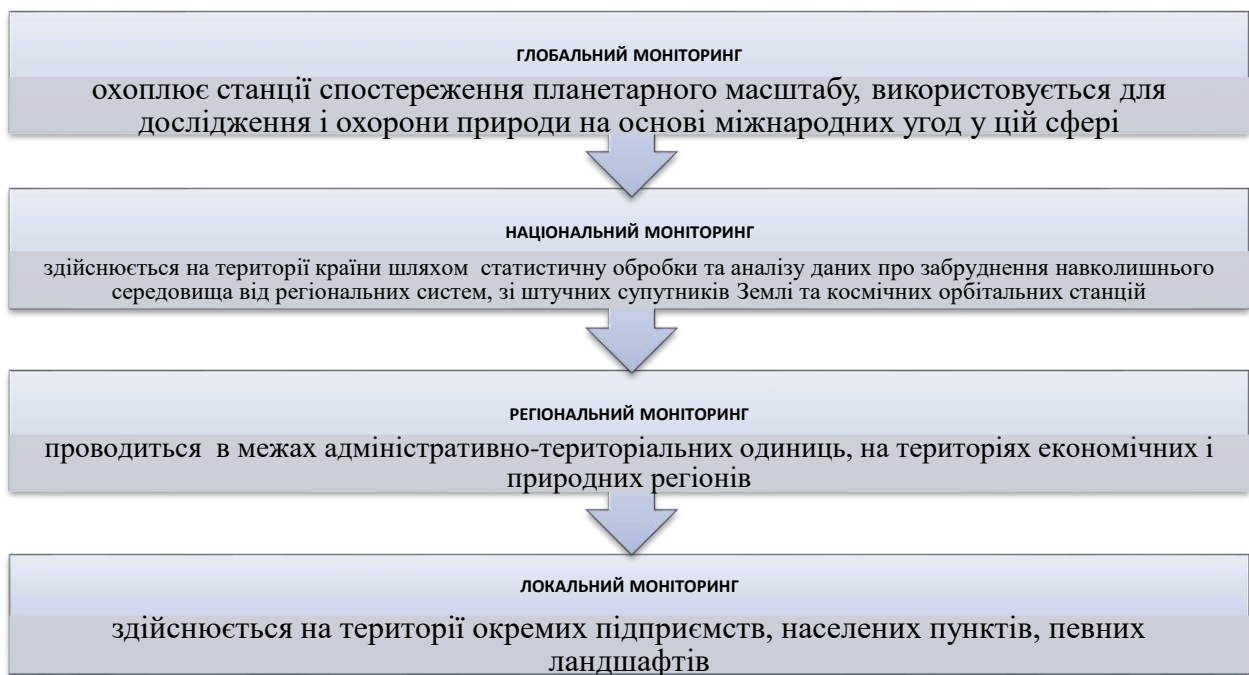 ГЛОБАЛЬНИЙ МОНІТОРИНГ
охоплює станції спостереження планетарного масштабу, використовується для
дослідження і охорони природи на основі міжнародних угод у цій сфері
НАЦІОНАЛЬНИЙ МОНІТОРИНГ
здійснюється на території країни шляхом статистичну обробки та аналізу даних про забруднення навколишнього
середовища від регіональних систем, зі штучних супутників Землі та космічних орбітальних станцій
РЕГІОНАЛЬНИЙ МОНІТОРИНГ
проводиться в межах адміністративно-територіальних одиниць, на територіях економічних і
природних регіонів
ЛОКАЛЬНИЙ МОНІТОРИНГ
здійснюється на території окремих підприємств, населених пунктів, певних
ландшафтів